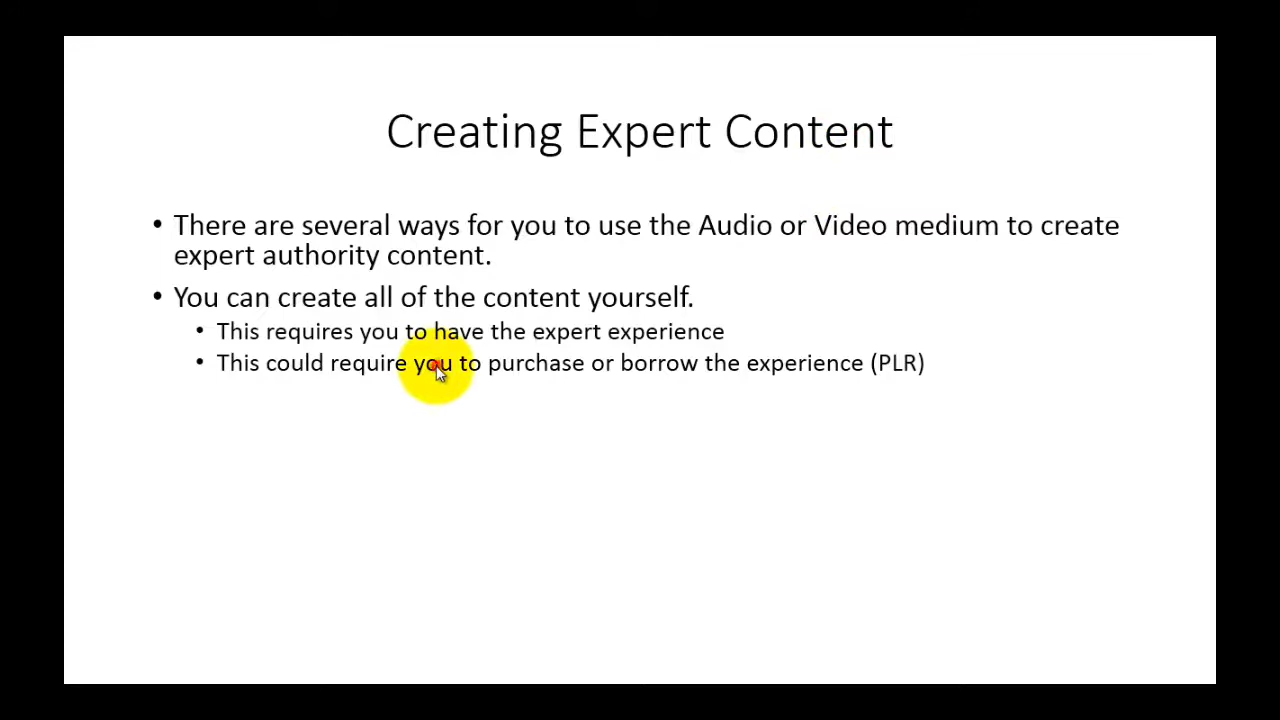 Creating Expert Content
• There are several ways for you to use the Audio or Video medium to create
expert authority content.
• You can create all of the content yourself.
• This requires you to have the expert experience
• This could require you to purchase or borrow the experience (PLR)